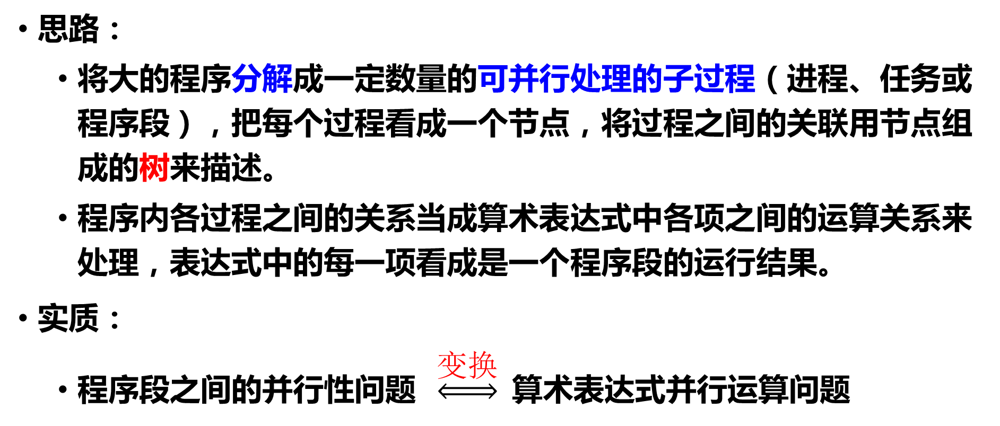 • 思路：
• 将大的程序分解成一定数量的可并行处理的子过程（进程、任务或
程序段），把每个过程看成一个节点，将过程之间的关联用节点组
成的树来描述。
• 程序内各过程之间的关系当成算术表达式中各项之间的运算关系来
处理，表达式中的每一项看成是一个程序段的运行结果。
• 实质：
变换
• 程序段之间的并行性问题 ⟺ 算术表达式并行运算问题